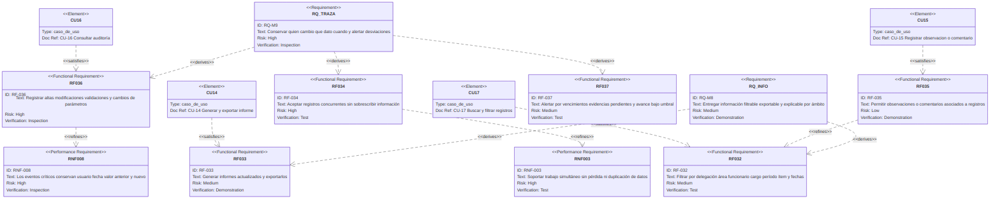 <<Element>>
CU16
Type: caso_de_uso
Doc Ref: CU-16 Consultar auditoría
<<Requirement>>
RQ_TRAZA
ID: RQ-M9
Text: Conservar quien cambio que dato cuando y alertar desviaciones
Risk: High
Verification: Inspection
<<Element>>
CU15
Type: caso_de_uso
Doc Ref: CU-15 Registrar observacion o comentario
<<satisfies>>
<<derives>>
<<derives>>
<<derives>>
<<satisfies>>
<<Functional Requirement>>
RF036
ID: RF-036
Text: Registrar altas modificaciones validaciones y cambios de
parámetros
Risk: High
Verification: Inspection
<<Element>>
CU14
Type: caso_de_uso
Doc Ref: CU-14 Generar y exportar informe
<<Functional Requirement>>
RF034
ID: RF-034
Text: Aceptar registros concurrentes sin sobrescribir información
Risk: High
Verification: Test
<<Element>>
CU17
Type: caso_de_uso
Doc Ref: CU-17 Buscar y filtrar registros
<<Functional Requirement>>
RF037
ID: RF-037
Text: Alertar por vencimientos evidencias pendientes y avance bajo umbral
Risk: Medium
Verification: Test
<<Requirement>>
RQ_INFO
ID: RQ-M8
Text: Entregar información filtrable exportable y explicable por ámbito
Risk: Medium
Verification: Demonstration
<<Functional Requirement>>
RF035
ID: RF-035
Text: Permitir observaciones o comentarios asociados a registros
Risk: Low
Verification: Demonstration
<<refines>>
<<satisfies>>
<<derives>>
<<refines>>
<<satisfies>>
<<refines>>
<<derives>>
<<Performance Requirement>>
RNF008
ID: RNF-008
Text: Los eventos críticos conservan usuario fecha valor anterior y nuevo
Risk: High
Verification: Inspection
<<Functional Requirement>>
RF033
ID: RF-033
Text: Generar informes actualizados y exportarlos
Risk: Medium
Verification: Demonstration
<<Performance Requirement>>
RNF003
ID: RNF-003
Text: Soportar trabajo simultáneo sin pérdida ni duplicación de datos
Risk: High
Verification: Test
<<Functional Requirement>>
RF032
ID: RF-032
Text: Filtrar por delegación área funcionario cargo período ítem y fechas
Risk: Medium
Verification: Test